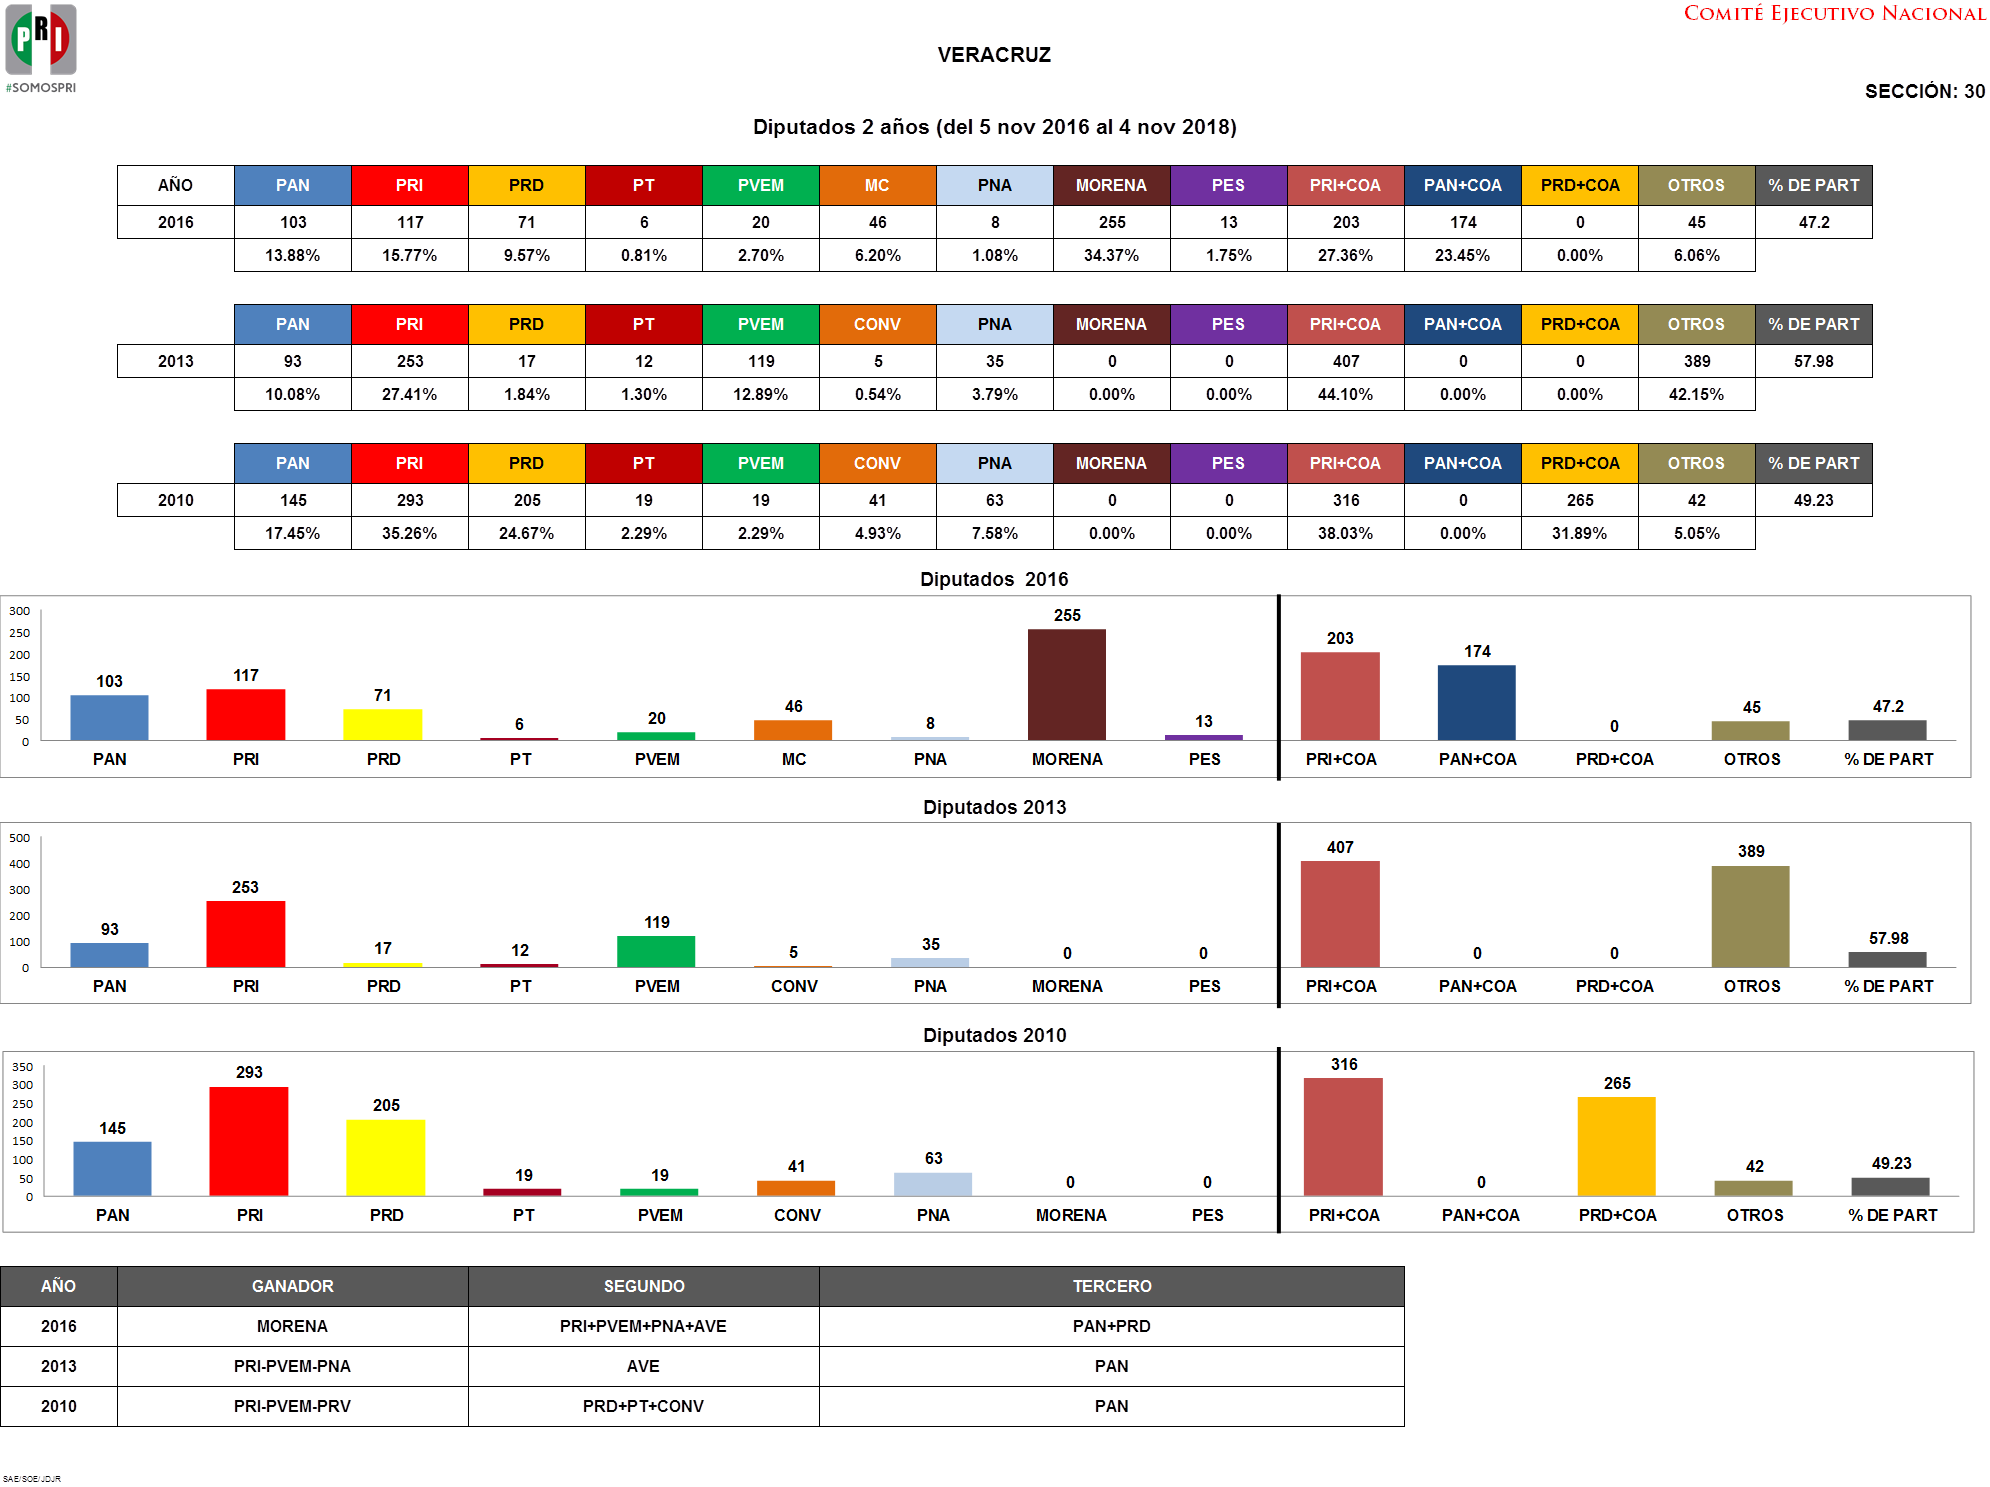 PRI
#SOMOSPRI
COMITÉ EJECUTIVO NACIONAL
VERACRUZ
SECCIÓN: 30
Diputados 2 años (del 5 nov 2016 al 4 nov 2018)
AÑO PAN PRI PRD PT PVEM MC PNA MORENA PES PRI+COA PAN+COA PRD+COA OTROS % DE PART
2016 103 117 71 6 20 46 8 255 13 203 174 0 45 47.2
13.88% 15.77% 9.57% 0.81% 2.70% 6.20% 1.08% 34.37% 1.75% 27.36% 23.45% 0.00% 6.06%
PAN PRI PRD PT PVEM CONV PNA MORENA PES PRI+COA PAN+COA PRD+COA OTROS % DE PART
2013 93 253 17 12 119 5 35 0 0 407 0 0 389 57.98
10.08% 27.41% 1.84% 1.30% 12.89% 0.54% 3.79% 0.00% 0.00% 44.10% 0.00% 0.00% 42.15%
PAN PRI PRD PT PVEM CONV PNA MORENA PES PRI+COA PAN+COA PRD+COA OTROS % DE PART
2010 145 293 205 19 19 41 63 0 0 316 0 265 42 49.23
17.45% 35.26% 24.67% 2.29% 2.29% 4.93% 7.58% 0.00% 0.00% 38.03% 0.00% 31.89% 5.05%
Diputados 2016
300
250
200
150
100
50
0
103 117 71 6 20 46 8 255 13 203 174 0 45 47.2
PAN PRI PRD PT PVEM MC PNA MORENA PES PRI+COA PAN+COA PRD+COA OTROS % DE PART
Diputados 2013
500
400
300
200
100
0
93 253 17 12 119 5 35 0 0 407 0 0 389 57.98
PAN PRI PRD PT PVEM CONV PNA MORENA PES PRI+COA PAN+COA PRD+COA OTROS % DE PART
Diputados 2010
350
300
250
200
150
100
50
0
145 293 205 19 19 41 63 0 0 316 0 265 42 49.23
PAN PRI PRD PT PVEM CONV PNA MORENA PES PRI+COA PAN+COA PRD+COA OTROS % DE PART
AÑO GANADOR SEGUNDO TERCERO
2016 MORENA PRI+PVEM+PNA+AVE PAN+PRD
2013 PRI-PVEM-PNA AVE PAN
2010 PRI-PVEM-PRV PRD+PT+CONV PAN
SAE/SOE/JDJR